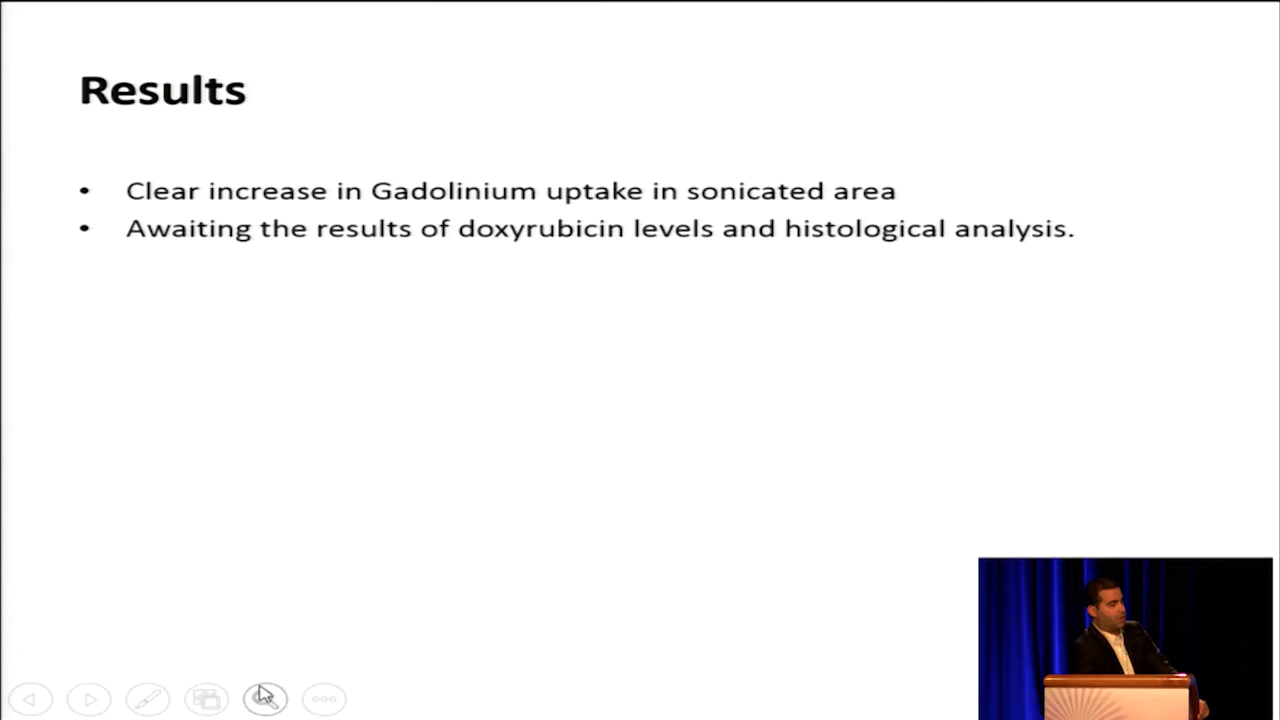 Results
• Clear increase in Gadolinium uptake in sonicated area
• Awaiting the results of doxyrubicin levels and histological analysis.